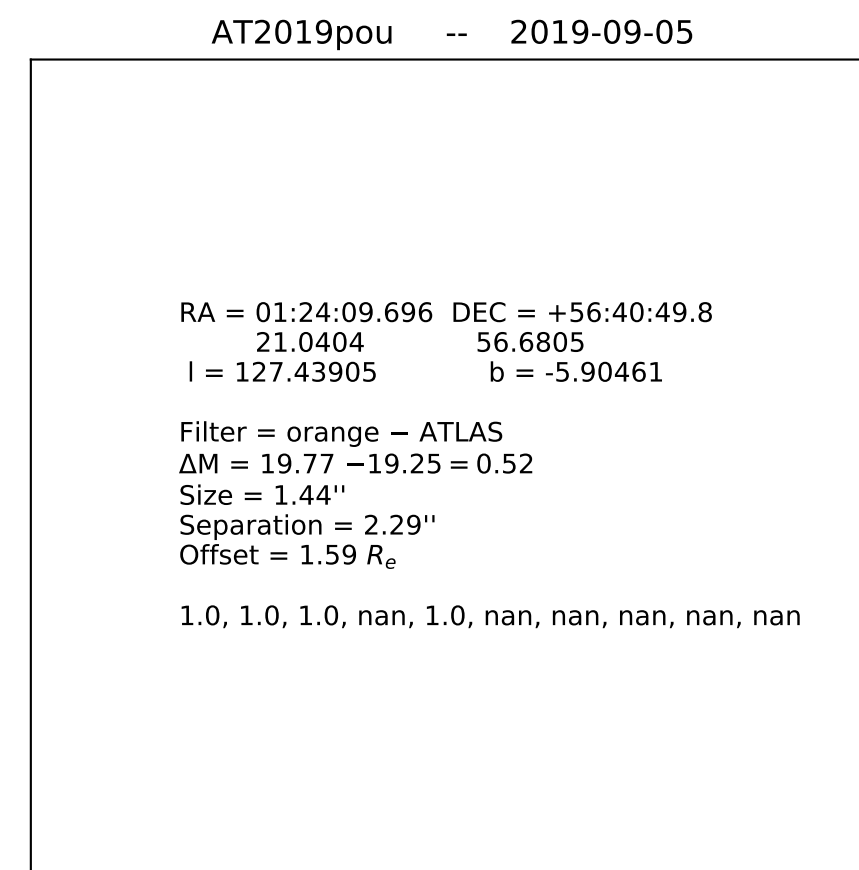 AT2019pou -- 2019-09-05
RA = 01:24:09.696 DEC = +56:40:49.8
21.0404 56.6805
l = 127.43905 b = -5.90461
Filter = orange − ATLAS
ΔM = 19.77 −19.25 = 0.52
Size = 1.44''
Separation = 2.29''
Offset = 1.59 Rₑ
1.0, 1.0, 1.0, nan, 1.0, nan, nan, nan, nan, nan